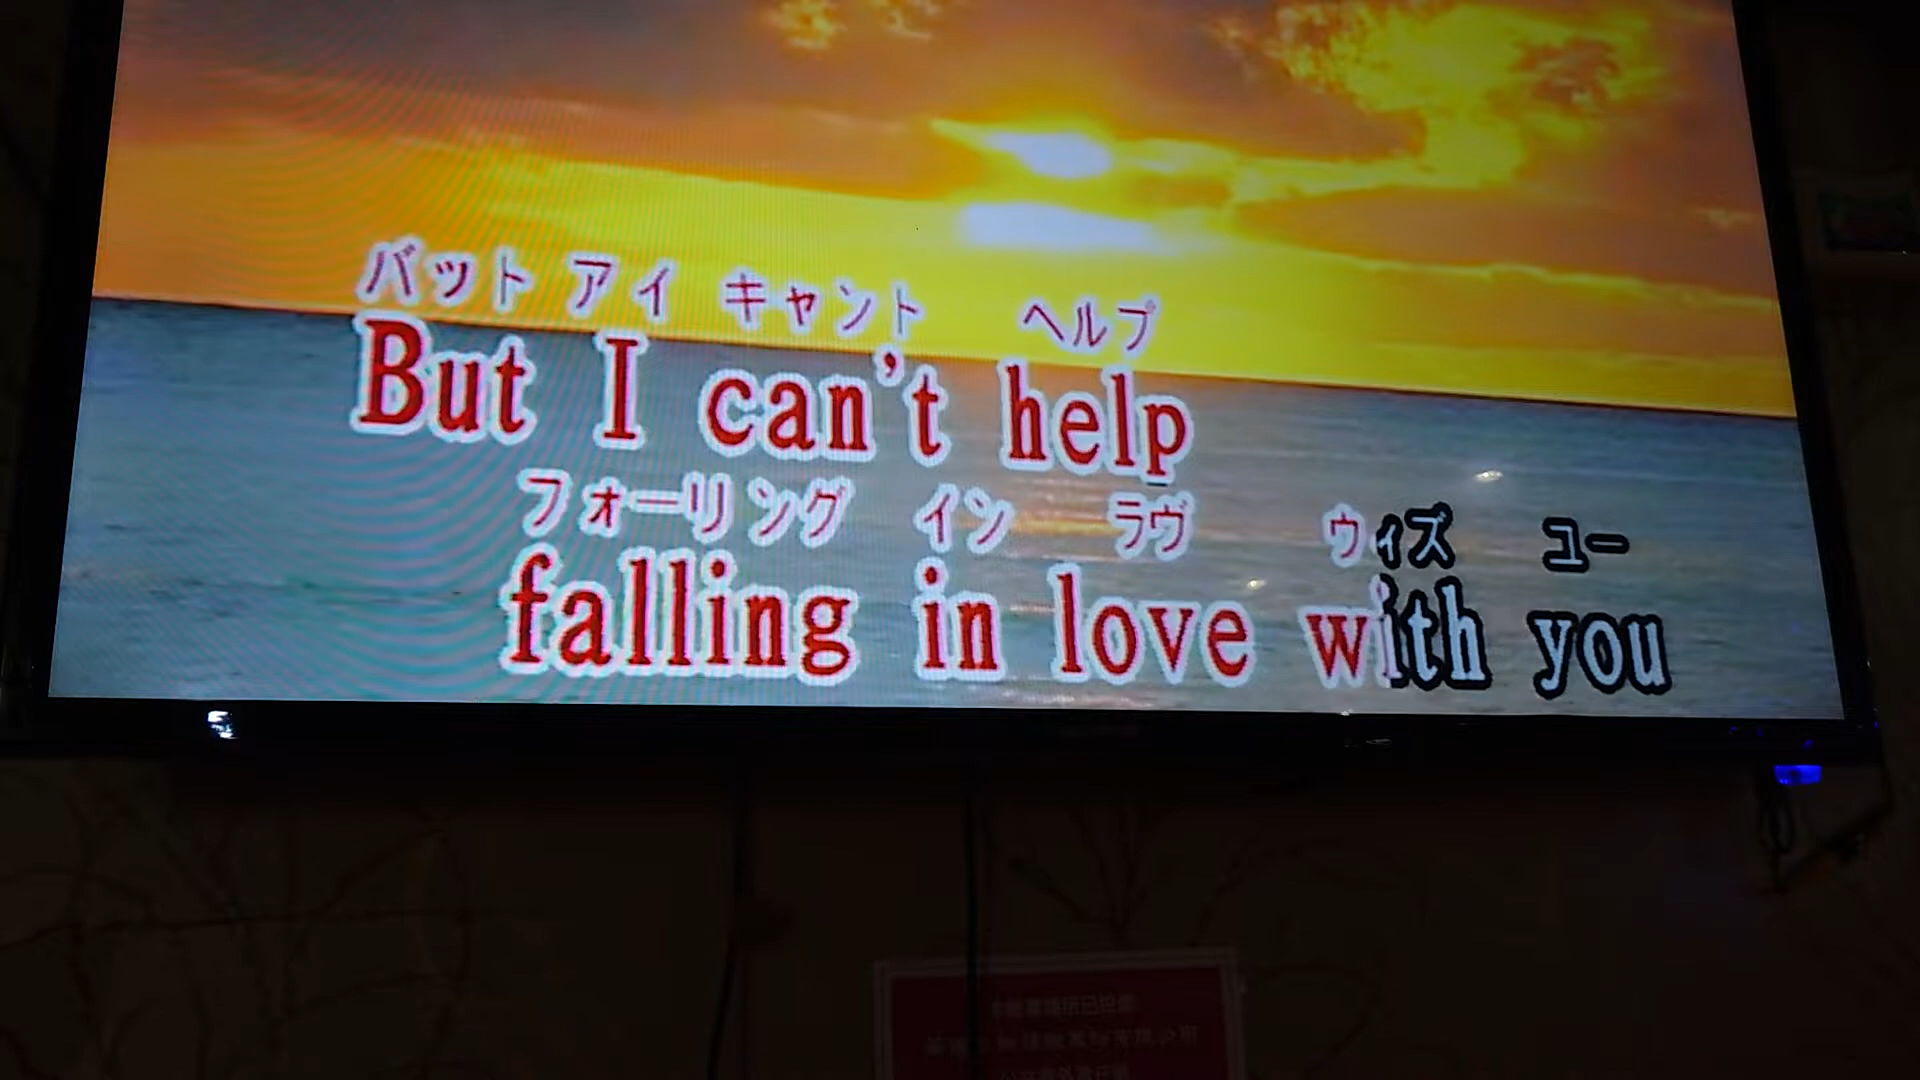 バット アイ キャント ヘルプ
But I can't help
フォーリング イン ラヴ ウィズ ユー
falling in love with you